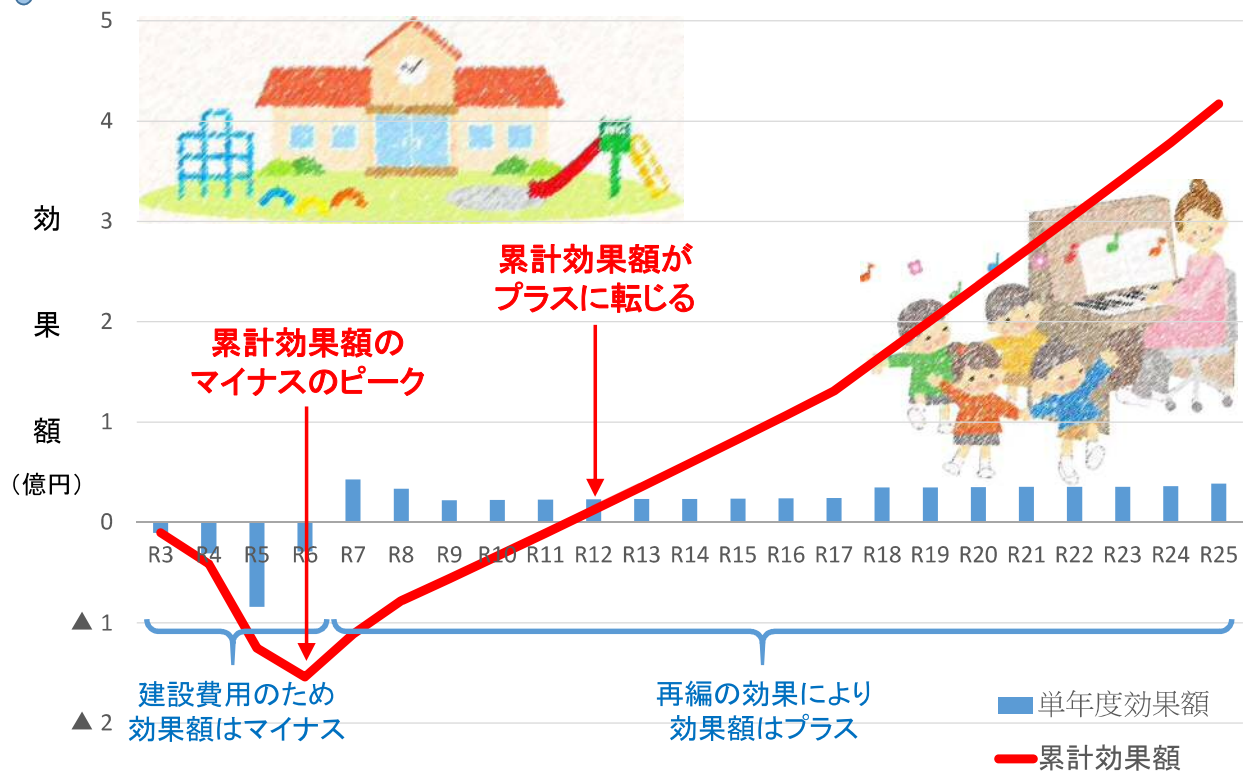 5
4
3
2
1
0
▲ 1
▲ 2
効
果
額
（億円）
累計効果額が
プラスに転じる
累計効果額の
マイナスのピーク
R3 R4 R5 R6 R7 R8 R9 R10 R11 R12 R13 R14 R15 R16 R17 R18 R19 R20 R21 R22 R23 R24 R25
建設費用のため
効果額はマイナス
再編の効果により
効果額はプラス
単年度効果額
累計効果額